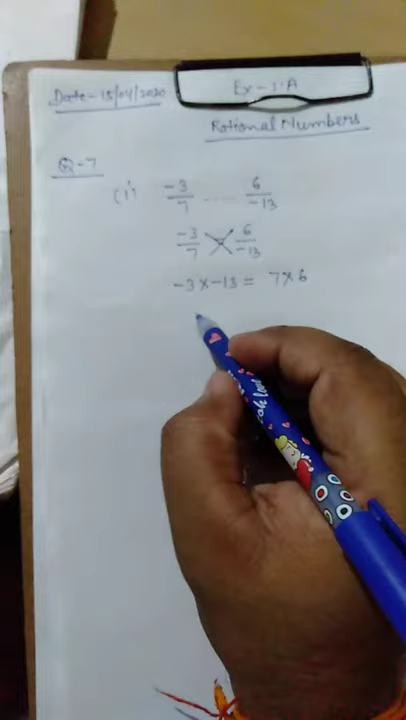 Date-15/04/2020
Ex-1:A
Rational Numbers
Q-7
(i) -3/7 ..... 6/-13
-3/7 6/-13
-3×-13= 7×6